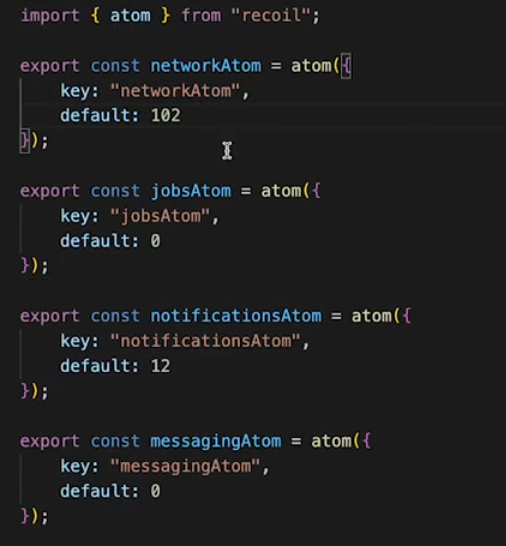 import { atom } from "recoil";
export const networkAtom = atom({
key: "networkAtom",
default: 102
});
export const jobsAtom = atom({
key: "jobsAtom",
default: 0
});
export const notificationsAtom = atom({
key: "notificationsAtom",
default: 12
});
export const messagingAtom = atom({
key: "messagingAtom",
default: 0
});